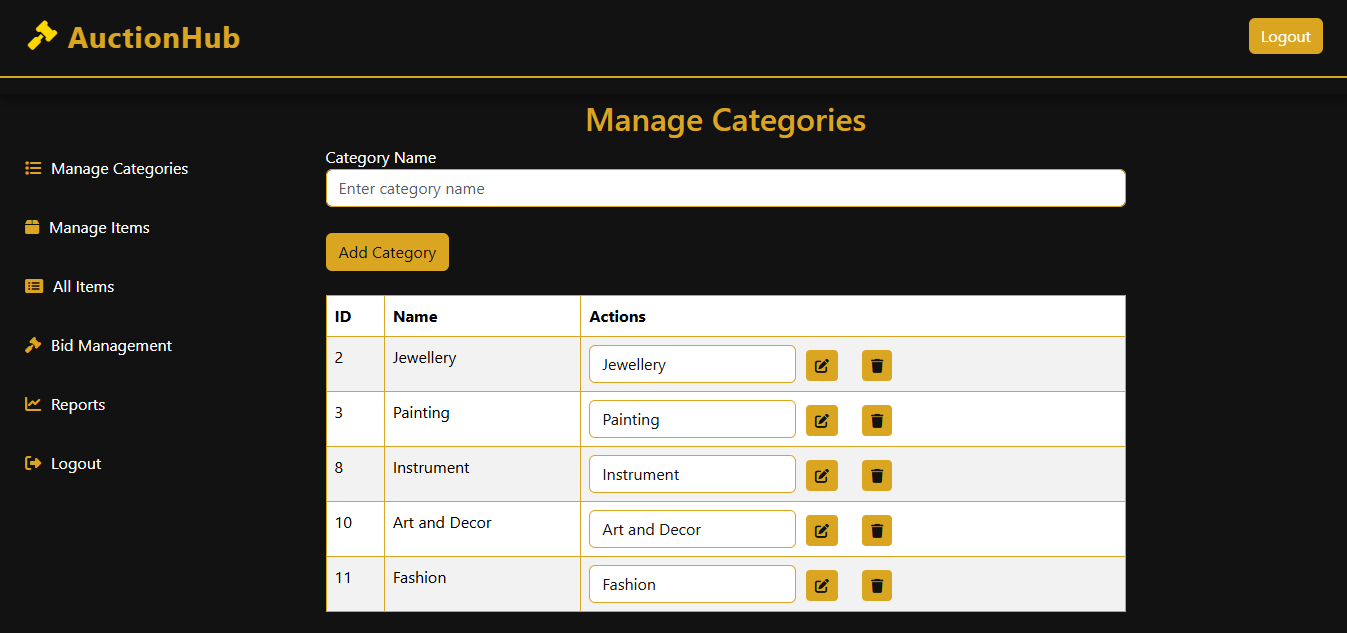 AuctionHub
Logout
Manage Categories
Manage Categories
Manage Items
All Items
Bid Management
Reports
Logout
Category Name
Enter category name
Add Category
ID Name Actions
2 Jewellery Jewellery
3 Painting Painting
8 Instrument Instrument
10 Art and Decor Art and Decor
11 Fashion Fashion